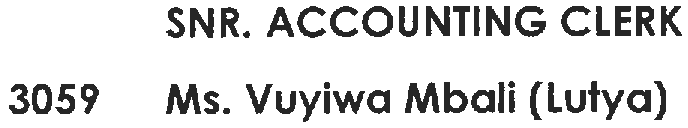 SNR. ACCOUNTING CLERK
3059 Ms. Vuyiwa Mbali (Lutya)